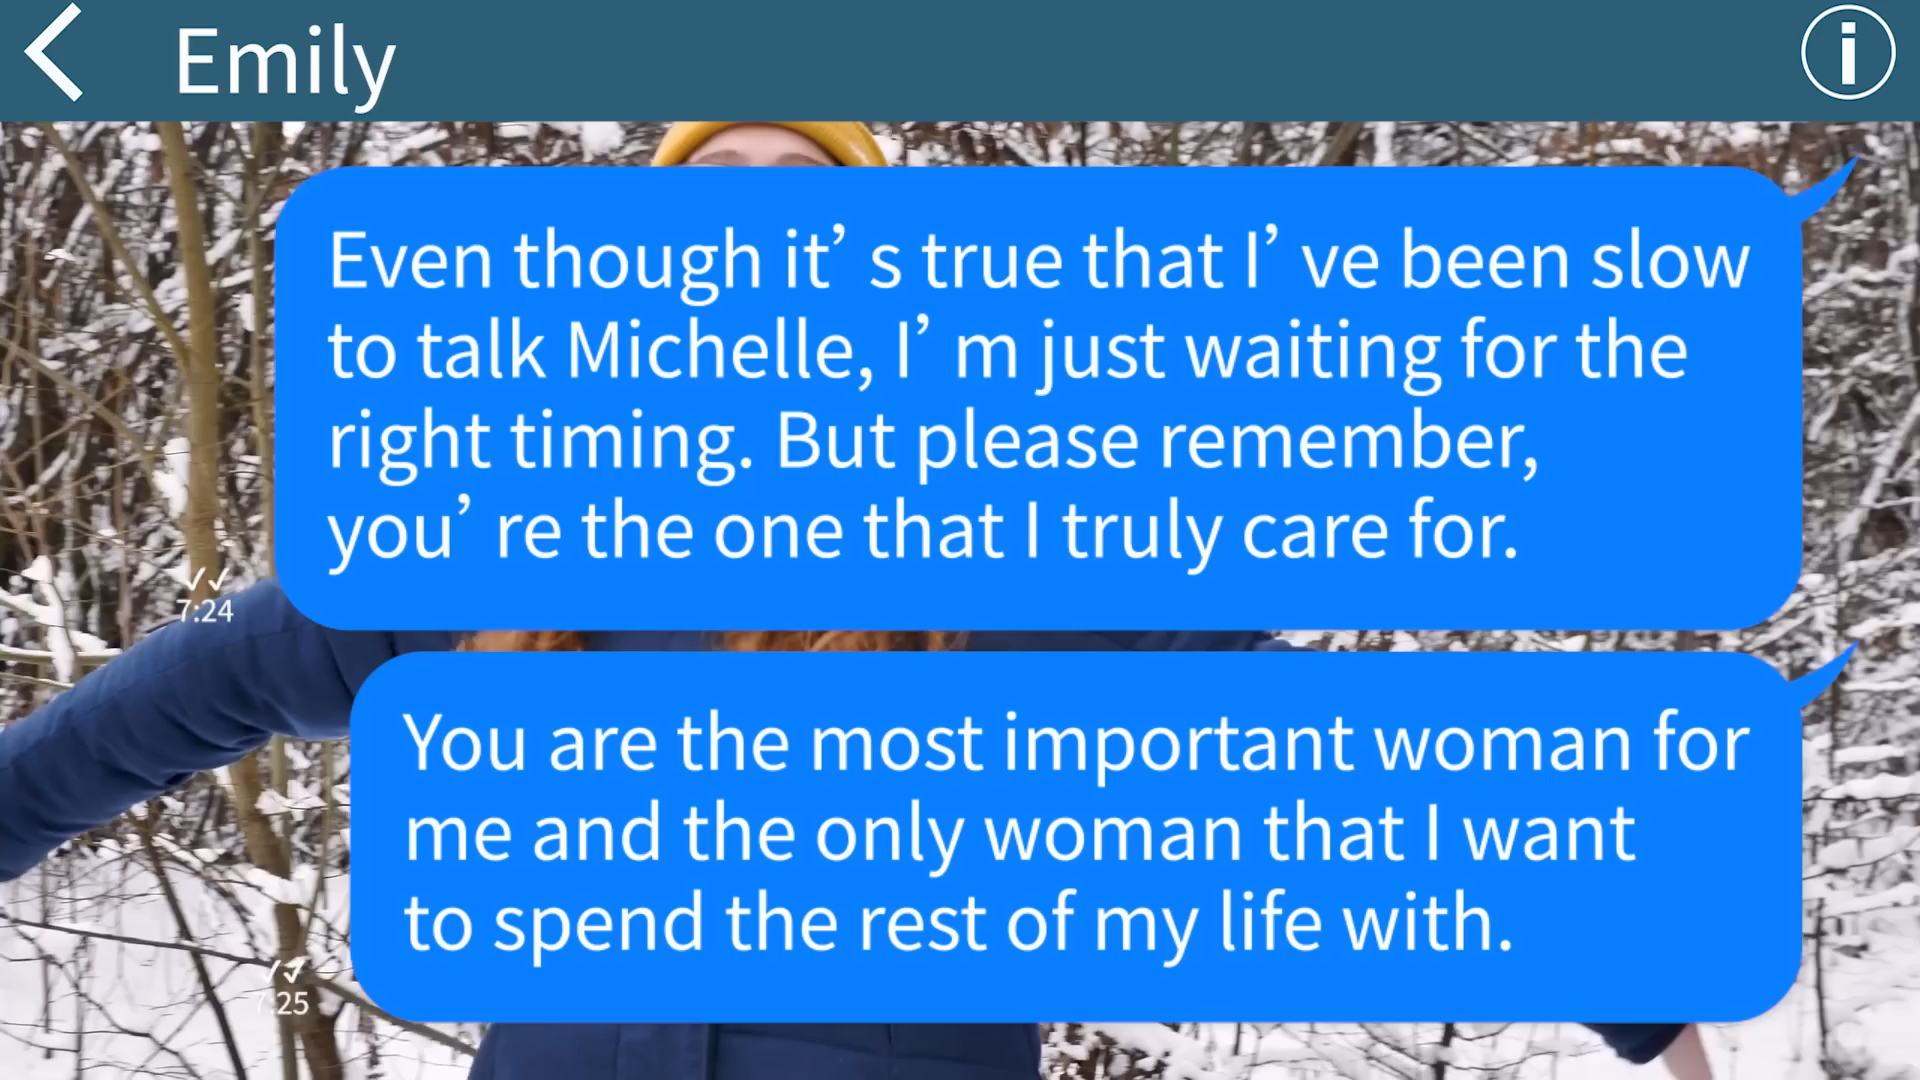 Emily
Even though it’s true that I’ve been slow
to talk Michelle, I’m just waiting for the
right timing. But please remember,
you’re the one that I truly care for.
7:24
You are the most important woman for
me and the only woman that I want
to spend the rest of my life with.
7:25